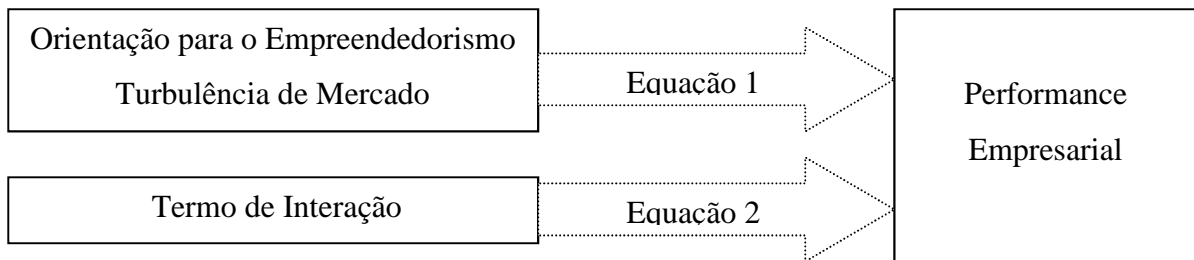 Orientação para o Empreendedorismo
Turbulência de Mercado
Equação 1
Performance
Empresarial
Termo de Interação
Equação 2